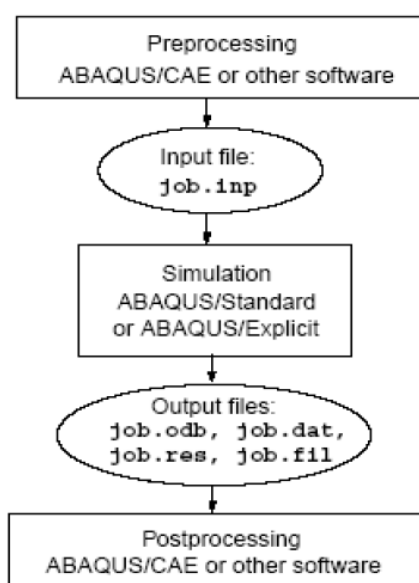 Preprocessing
ABAQUS/CAE or other software
Input file:
job.inp
Simulation
ABAQUS/Standard
or ABAQUS/Explicit
Output files:
job.odb, job.dat,
job.res, job.fil
Postprocessing
ABAQUS/CAE or other software